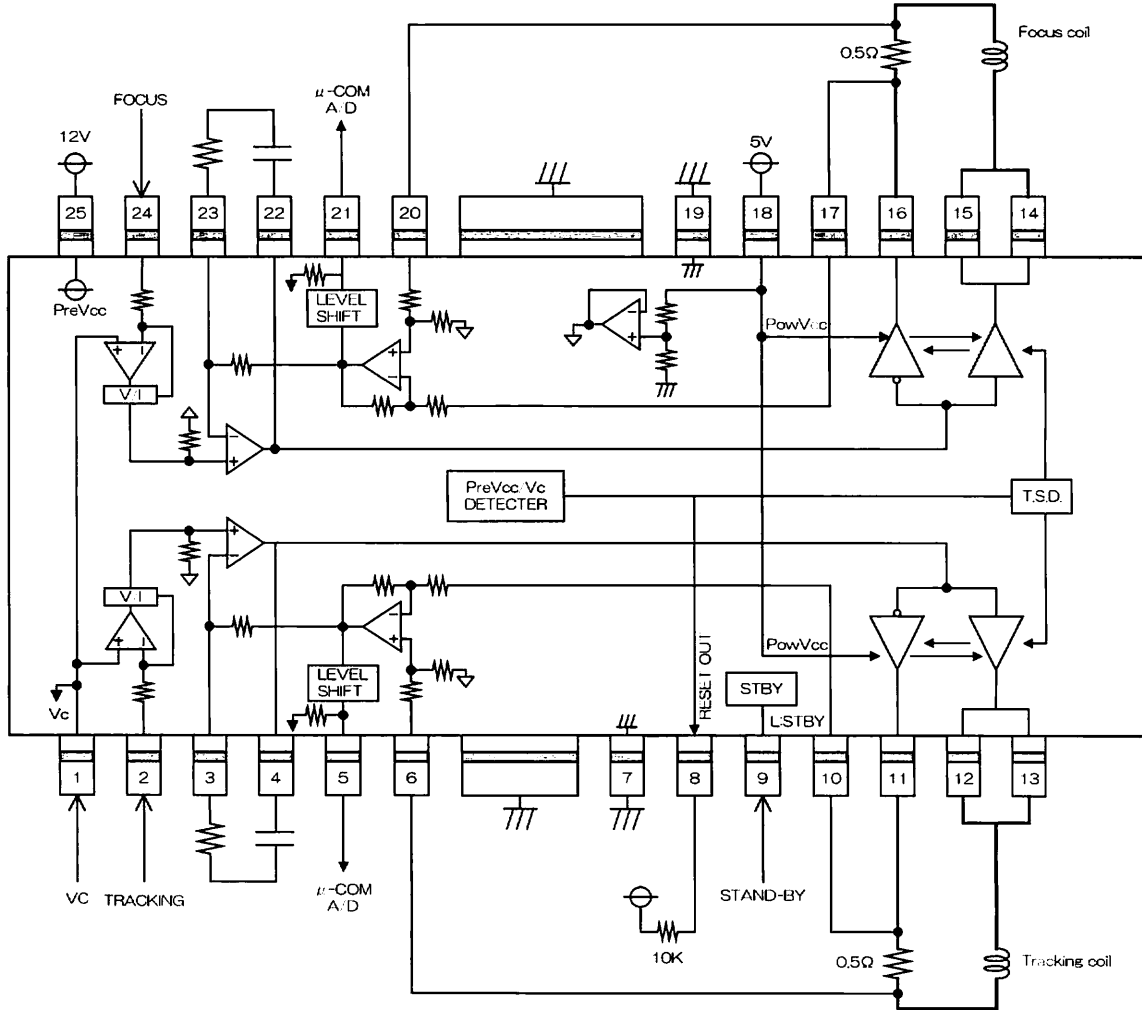 Focus coil
0.5Ω
μ-COM
A/D
FOCUS
12V
5V
25
24
23
22
21
20
19
18
17
16
15
14
PreVcc
LEVEL
SHIFT
PowVcc
+
-
V/I
+
-
-
+
-
+
-
+
PreVcc/Vc
DETECTER
T.S.D.
+
-
V/I
+
-
-
+
LEVEL
SHIFT
PowVcc
Vc
RESET OUT
STBY
L:STBY
1
2
3
4
5
6
7
8
9
10
11
12
13
VC
TRACKING
μ-COM
A/D
10K
STAND-BY
0.5Ω
Tracking coil